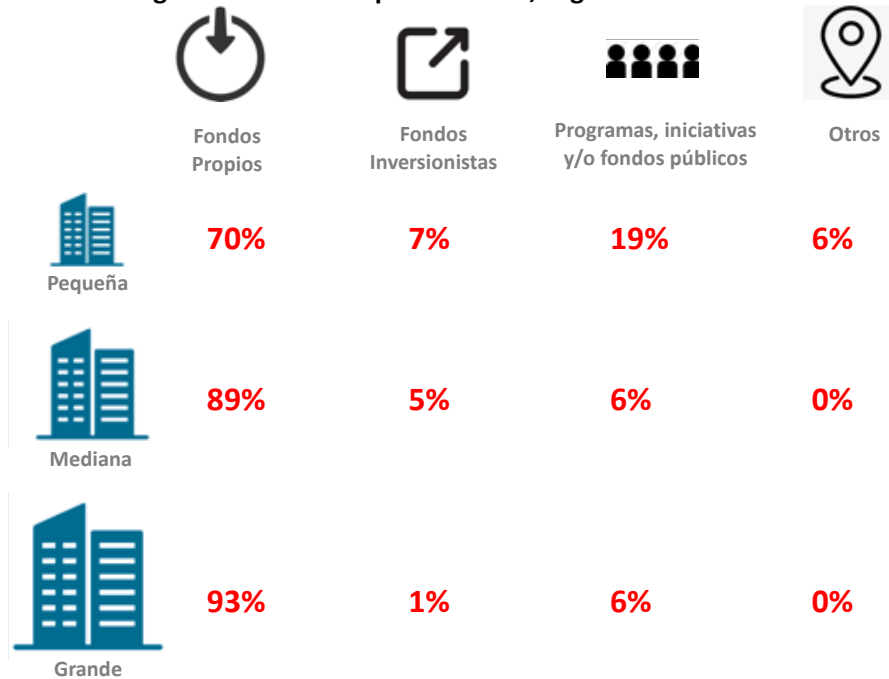 Fondos
Propios
Fondos
Inversionistas
Programas, iniciativas
y/o fondos públicos
Otros
70% 7% 19% 6%
Pequeña
89% 5% 6% 0%
Mediana
93% 1% 6% 0%
Grande